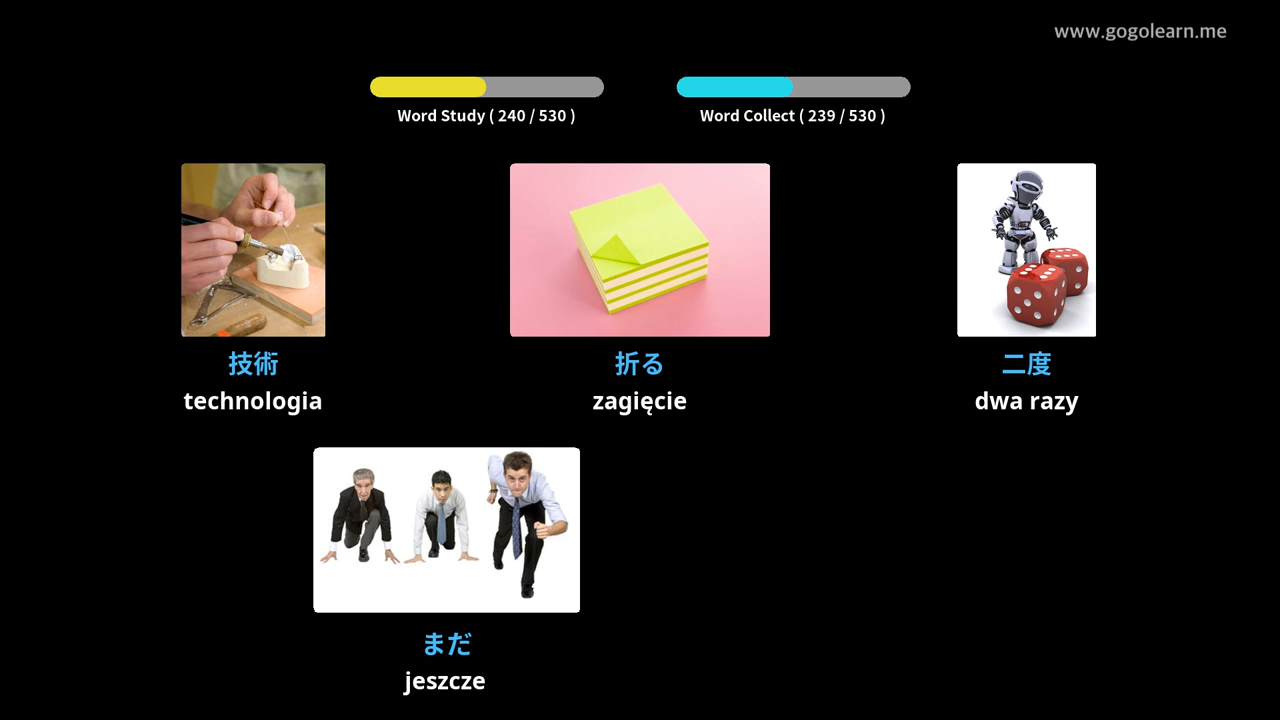 www.gogolearn.me
Word Study ( 240 / 530 )
Word Collect ( 239 / 530 )
技術
technologia
折る
zagięcie
二度
dwa razy
まだ
jeszcze